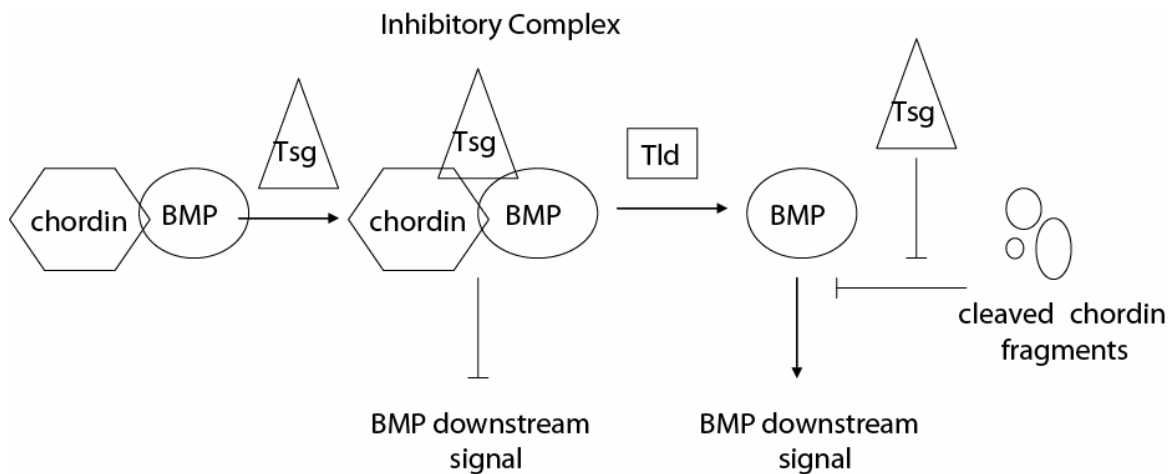 Inhibitory Complex
Tsg
Tsg
Tsg
Tld
chordin
BMP
chordin
BMP
BMP
cleaved chordin
fragments
BMP downstream
signal
BMP downstream
signal